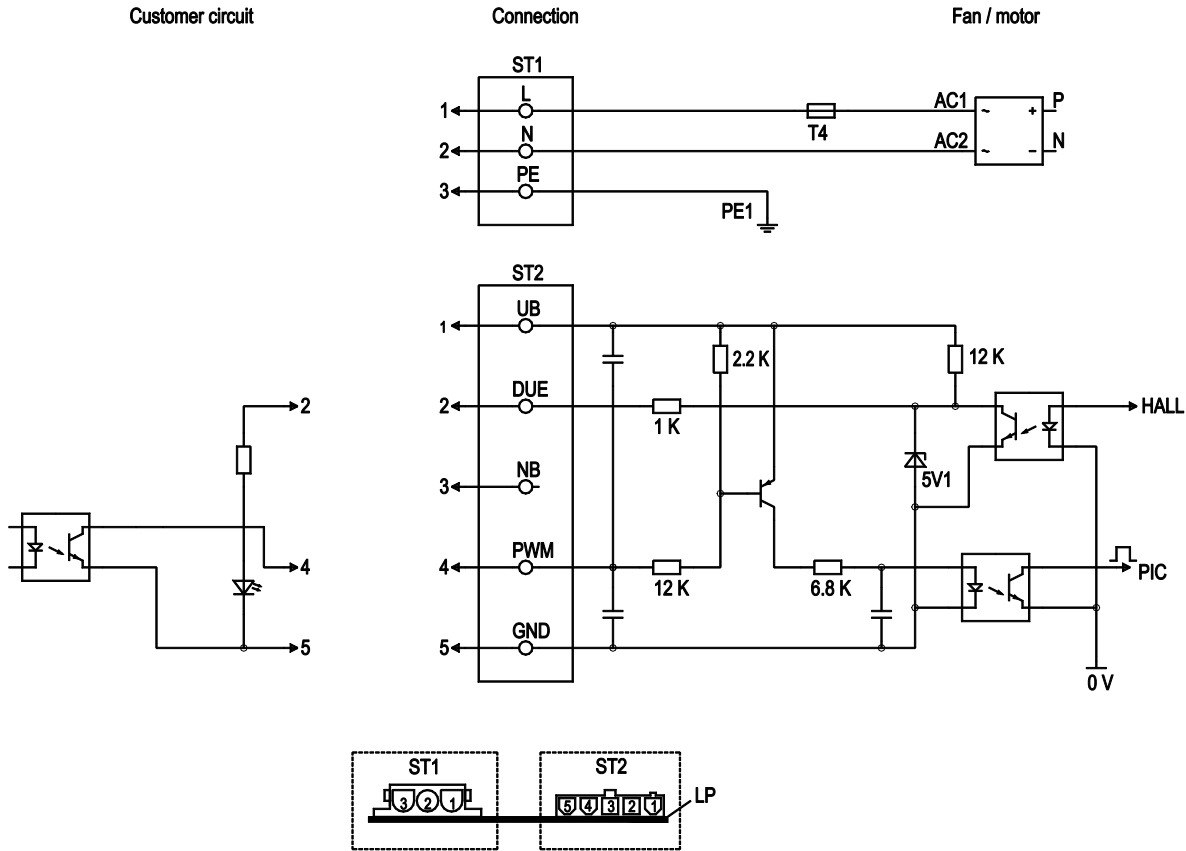 Customer circuit
Connection
Fan / motor
ST1
L
1
AC1
~
+
P
T4
N
2
AC2
~
–
N
PE
3
PE1
ST2
UB
1
2.2 K
12 K
DUE
2
2
1 K
HALL
NB
3
5V1
PWM
4
4
12 K
6.8 K
PIC
GND
5
5
0 V
ST1
ST2
3 2 1
5 4 3 2 1
LP